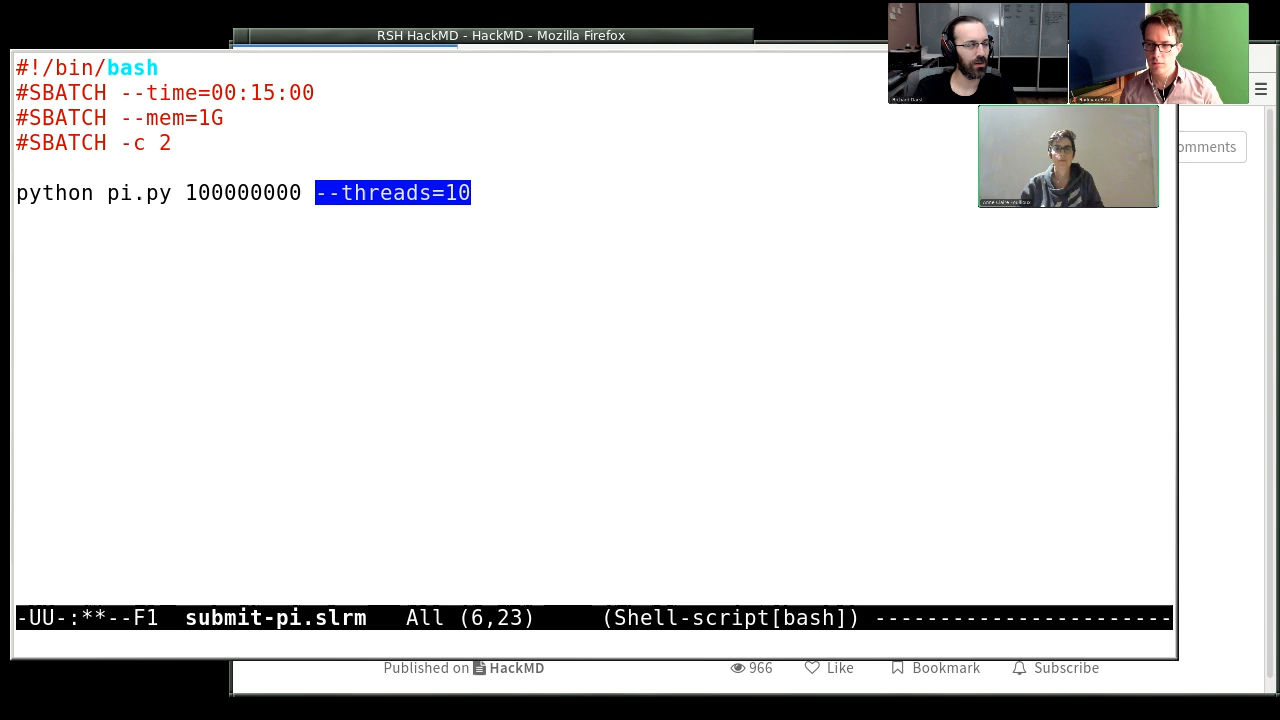 RSH HackMD - HackMD - Mozilla Firefox
#!/bin/bash
#SBATCH --time=00:15:00
#SBATCH --mem=1G
#SBATCH -c 2
omments
python pi.py 100000000 --threads=10
-UU-:**--F1 submit-pi.slrm All (6,23) (Shell-script[bash]) -----------------------
Published on HackMD 966 Like Bookmark Subscribe